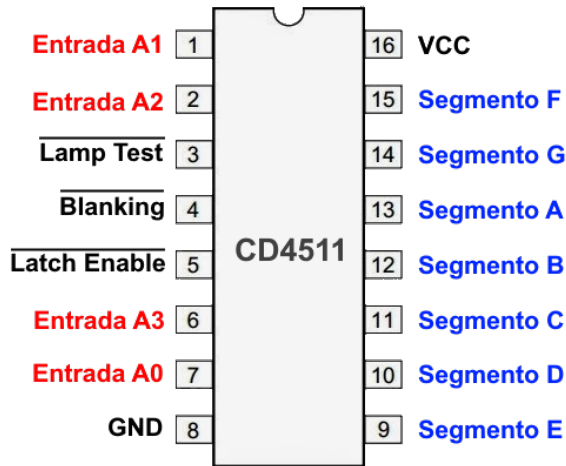 Entrada A1 1 16 VCC
Entrada A2 2 15 Segmento F
Lamp Test 3 14 Segmento G
Blanking 4 13 Segmento A
CD4511
Latch Enable 5 12 Segmento B
Entrada A3 6 11 Segmento C
Entrada A0 7 10 Segmento D
GND 8 9 Segmento E